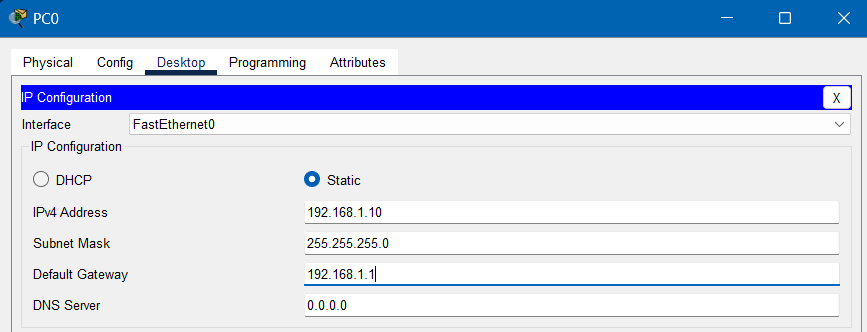 PC0
Physical Config Desktop Programming Attributes
IP Configuration X
Interface FastEthernet0
IP Configuration
DHCP Static
IPv4 Address 192.168.1.10
Subnet Mask 255.255.255.0
Default Gateway 192.168.1.1
DNS Server 0.0.0.0